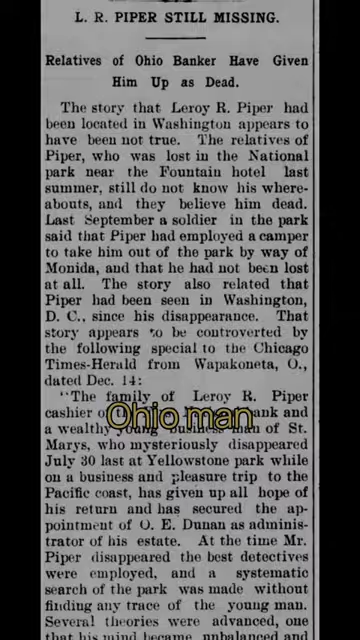 L. R. PIPER STILL MISSING.
Relatives of Ohio Banker Have Given
Him Up as Dead.
The story that Leroy R. Piper had
been located in Washington appears to
have been not true. The relatives of
Piper, who was lost in the National
park near the Fountain hotel last
summer, still do not know his where-
abouts, and they believe him dead.
Last September a soldier in the park
said that Piper had employed a camper
to take him out of the park by way of
Monida, and that he had not been lost
at all. The story also related that
Piper had been seen in Washington,
D. C., since his disappearance. That
story appears to be controverted by
the following special to the Chicago
Times-Herald from Wapakoneta, O.,
dated Dec. 14:
"The family of Leroy R. Piper
cashier of bank and
Ohio man
a wealthy young business man of St.
Marys, who mysteriously disappeared
July 30 last at Yellowstone park while
on a business and pleasure trip to the
Pacific coast, has given up all hope of
his return and has secured the ap-
pointment of O. E. Dunan as adminis-
trator of his estate. At the time Mr.
Piper disappeared the best detectives
were employed, and a systematic
search of the park was made without
finding any trace of the young man.
Several theories were advanced, one
that his mind became unbalanced and